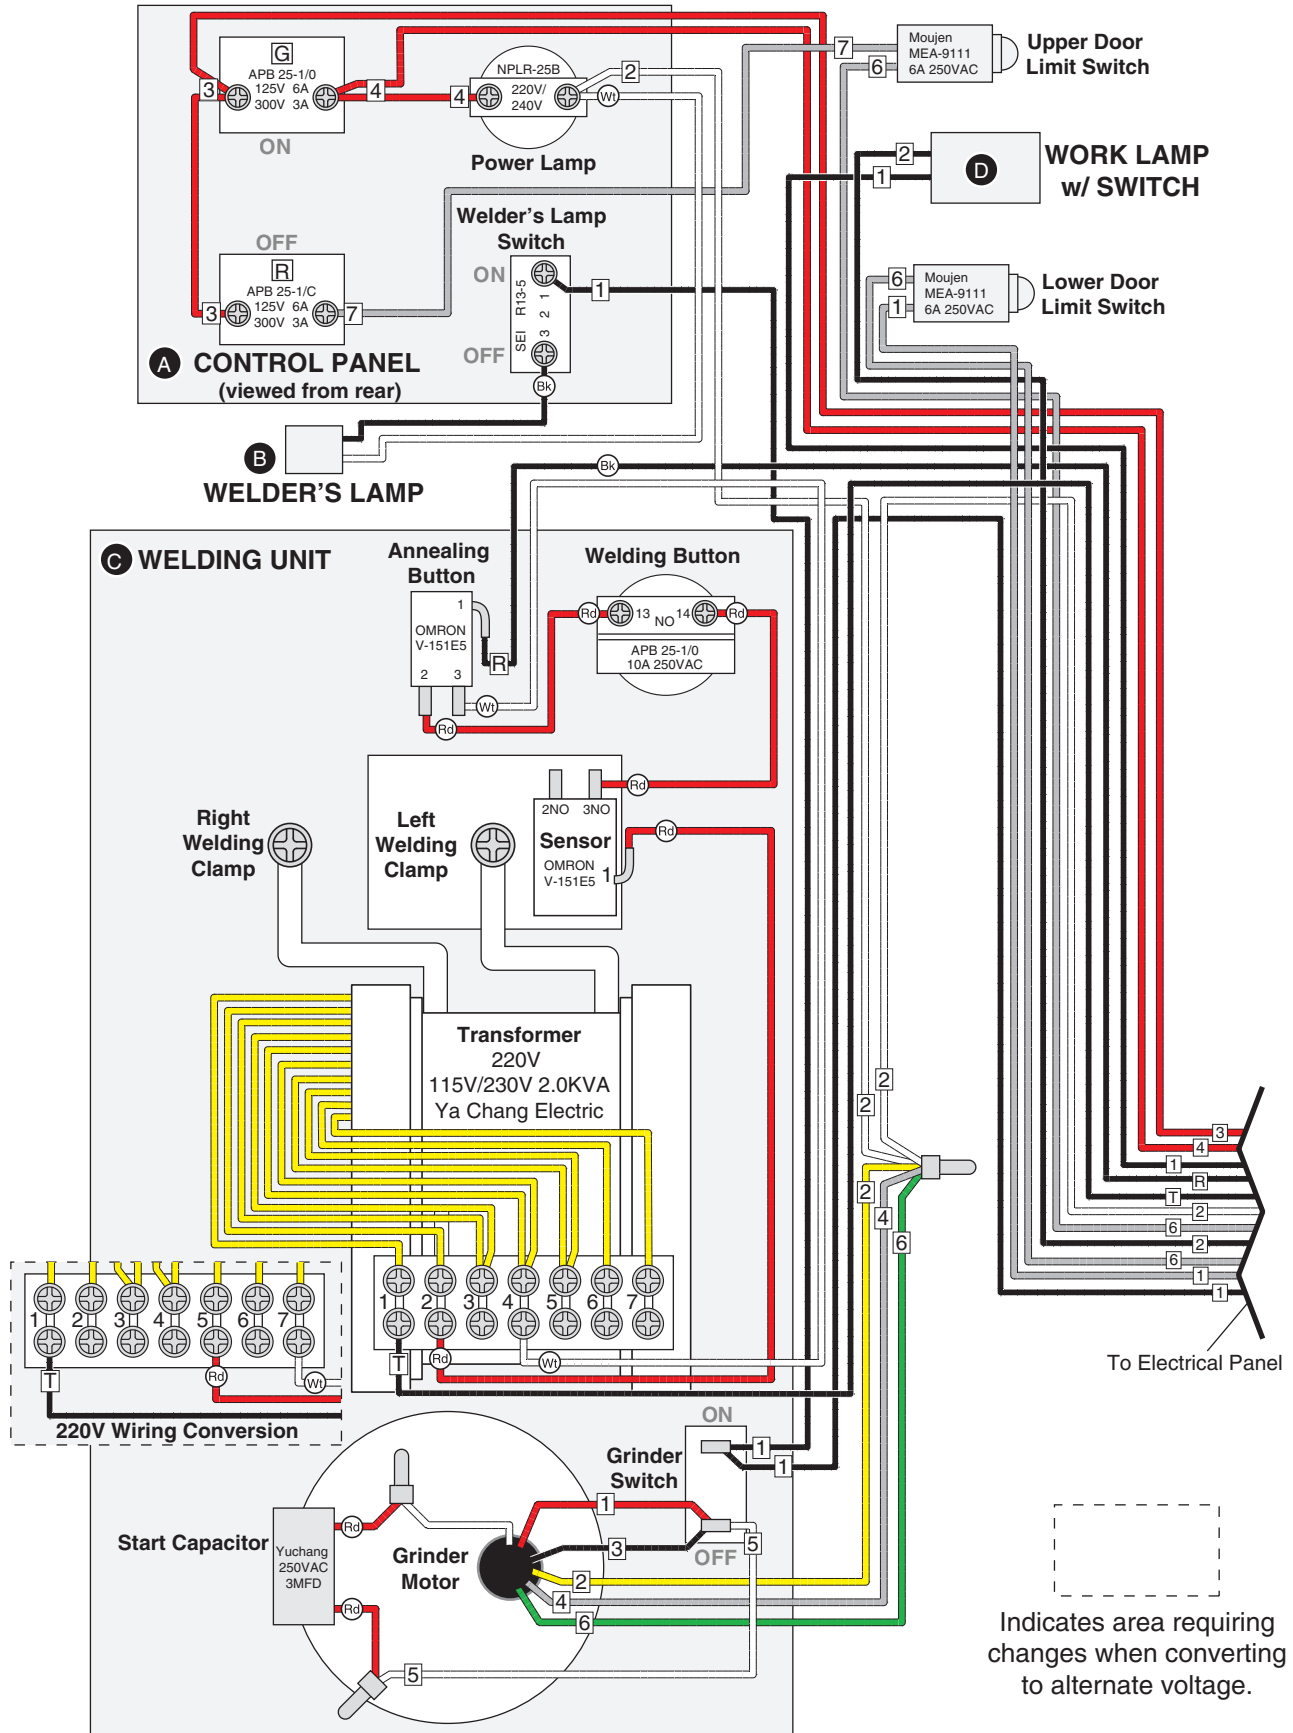 G
APB 25-1/0
125V 6A
300V 3A
ON
3
4
4
NPLR-25B
220V/
240V
2
Wt
Power Lamp
7
6
Moujen
MEA-9111
6A 250VAC
Upper Door
Limit Switch
2
1
D
WORK LAMP
w/ SWITCH
OFF
R
APB 25-1/C
125V 6A
300V 3A
3
7
Welder's Lamp
Switch
ON
OFF
SEI R13-5
3 2 1
1
Bk
6
1
Moujen
MEA-9111
6A 250VAC
Lower Door
Limit Switch
A CONTROL PANEL
(viewed from rear)
B
WELDER'S LAMP
Bk
C WELDING UNIT
Annealing
Button
1
OMRON
V-151E5
2 3
R
Wt
Rd
Welding Button
Rd
13 NO 14
Rd
APB 25-1/0
10A 250VAC
Rd
2NO 3NO
Sensor
OMRON
V-151E5
1
Rd
Right
Welding
Clamp
Left
Welding
Clamp
Transformer
220V
115V/230V 2.0KVA
Ya Chang Electric
2
2
2
4
6
3
4
1
R
T
2
6
2
6
1
1
To Electrical Panel
1 2 3 4 5 6 7
T
Rd
Wt
1 2 3 4 5 6 7
T
Rd
Wt
220V Wiring Conversion
ON
Grinder
Switch
OFF
1
1
1
3
5
2
4
6
5
Start Capacitor
Yuchang
250VAC
3MFD
Rd
Rd
Grinder
Motor
Indicates area requiring
changes when converting
to alternate voltage.